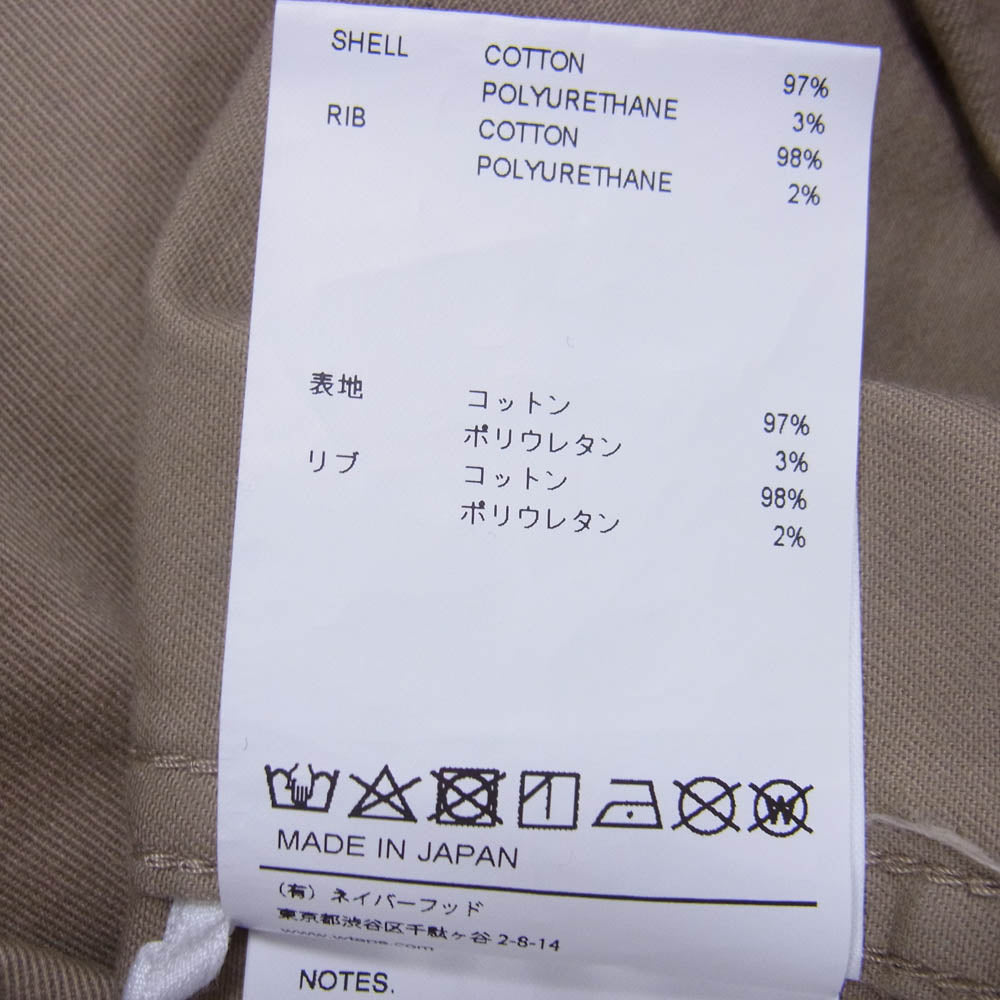 SHELL COTTON 97%
POLYURETHANE 3%
RIB COTTON 98%
POLYURETHANE 2%
表地 コットン 97%
ポリウレタン 3%
リブ コットン 98%
ポリウレタン 2%
W
MADE IN JAPAN
(有) ネイバーフッド
東京都渋谷区千駄ヶ谷 2-8-14
www.wtaps.com
NOTES.